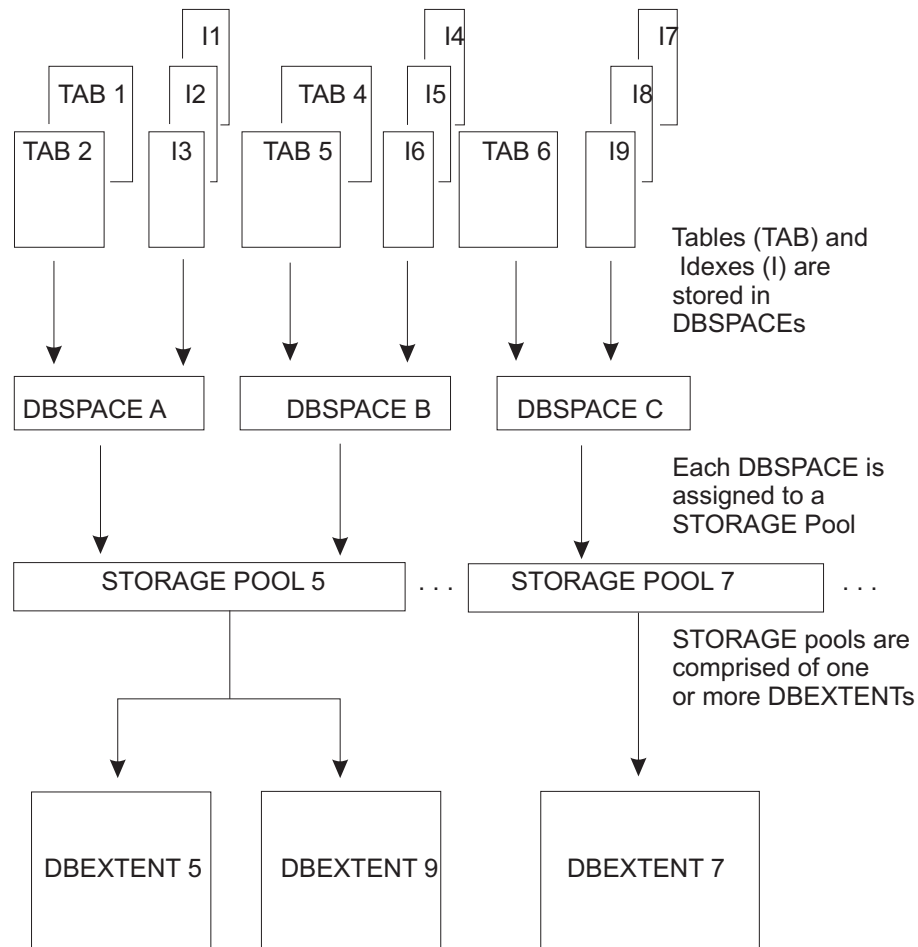 I1
I4
I7
TAB 1
I2
TAB 4
I5
I8
TAB 2
I3
TAB 5
I6
TAB 6
I9
Tables (TAB) and
Idexes (I) are
stored in
DBSPACEs
DBSPACE A
DBSPACE B
DBSPACE C
Each DBSPACE is
assigned to a
STORAGE Pool
STORAGE POOL 5
. . .
STORAGE POOL 7
. . .
STORAGE pools are
comprised of one
or more DBEXTENTs
DBEXTENT 5
DBEXTENT 9
DBEXTENT 7